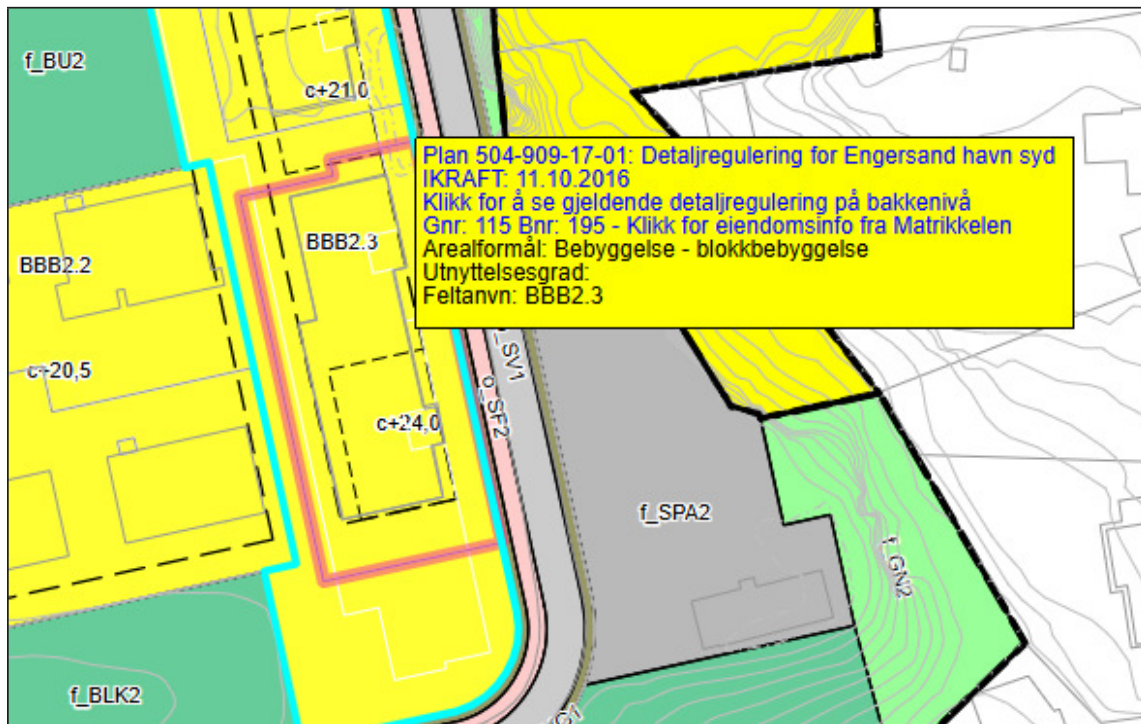 f_BU2
c+21,0
Plan 504-909-17-01: Detaljregulering for Engersand havn syd
IKRAFT: 11.10.2016
Klikk for å se gjeldende detaljregulering på bakkenivå
Gnr: 115 Bnr: 195 - Klikk for eiendomsinfo fra Matrikkelen
Arealformål: Bebyggelse - blokkbebyggelse
Utnyttelsesgrad:
Feltanvn: BBB2.3
BBB2.3
BBB2.2
_SV1
c+20,5
o_SF2
c+24,0
f_SPA2
f_GN2
f_BLK2